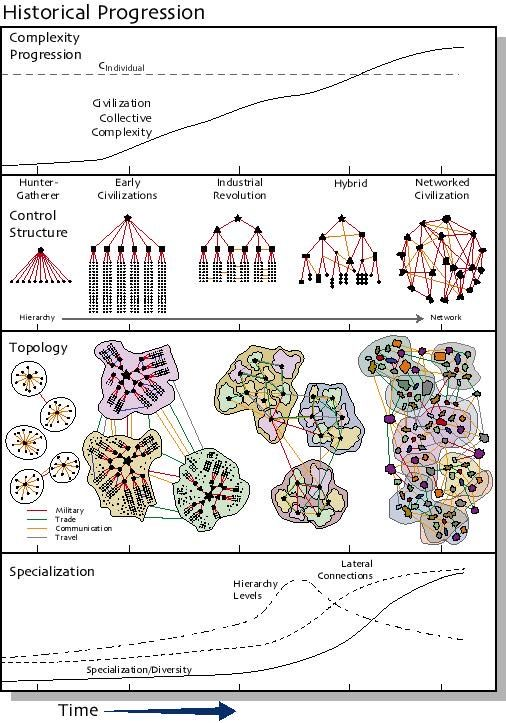 Historical Progression
Complexity
Progression
CIndividual
Civilization
Collective
Complexity
Hunter-
Gatherer
Early
Civilizations
Industrial
Revolution
Hybrid
Networked
Civilization
Control
Structure
Hierarchy
Network
Topology
Military
Trade
Communication
Travel
Specialization
Hierarchy
Levels
Lateral
Connections
Specialization/Diversity
Time